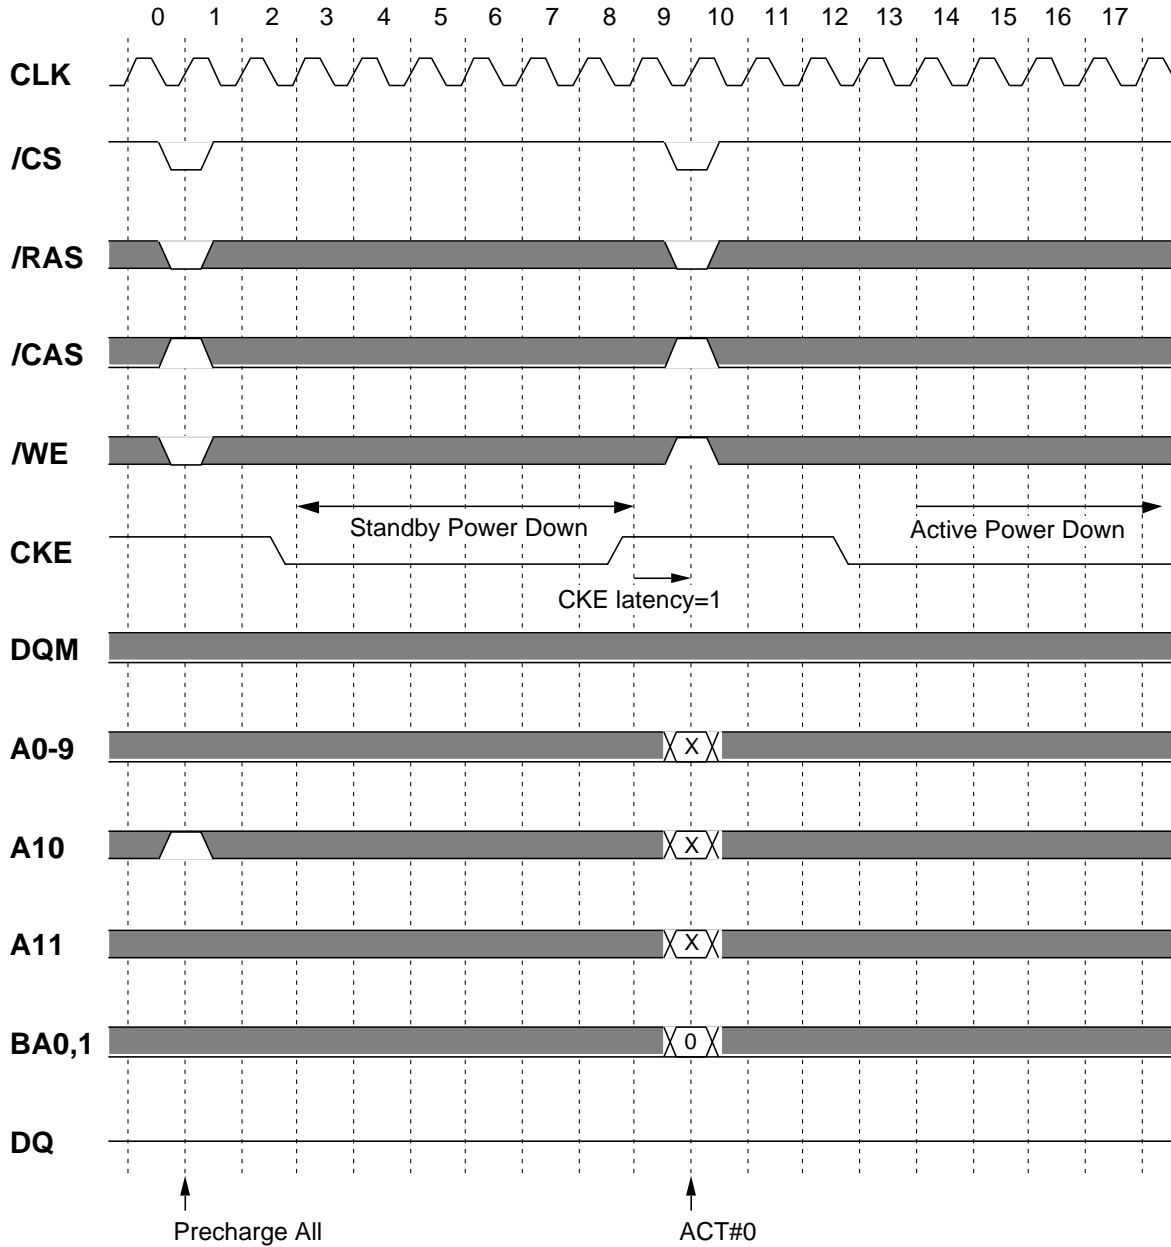 0 1 2 3 4 5 6 7 8 9 10 11 12 13 14 15 16 17
CLK
/CS
/RAS
/CAS
/WE
Standby Power Down Active Power Down
CKE
CKE latency=1
DQM
A0-9 X
A10 X
A11 X
BA0,1 0
DQ
Precharge All ACT#0